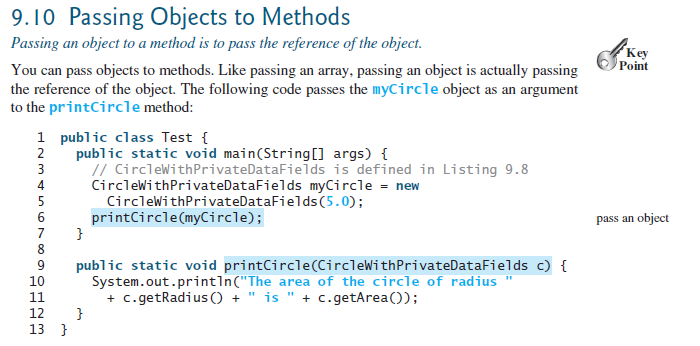 9.10 Passing Objects to Methods
Passing an object to a method is to pass the reference of the object.
Key
Point
You can pass objects to methods. Like passing an array, passing an object is actually passing
the reference of the object. The following code passes the myCircle object as an argument
to the printCircle method:
1 public class Test {
2 public static void main(String[] args) {
3 // CircleWithPrivateDataFields is defined in Listing 9.8
4 CircleWithPrivateDataFields myCircle = new
5 CircleWithPrivateDataFields(5.0);
6 printCircle(myCircle);
pass an object
7 }
8
9 public static void printCircle(CircleWithPrivateDataFields c) {
10 System.out.println("The area of the circle of radius "
11 + c.getRadius() + " is " + c.getArea());
12 }
13 }